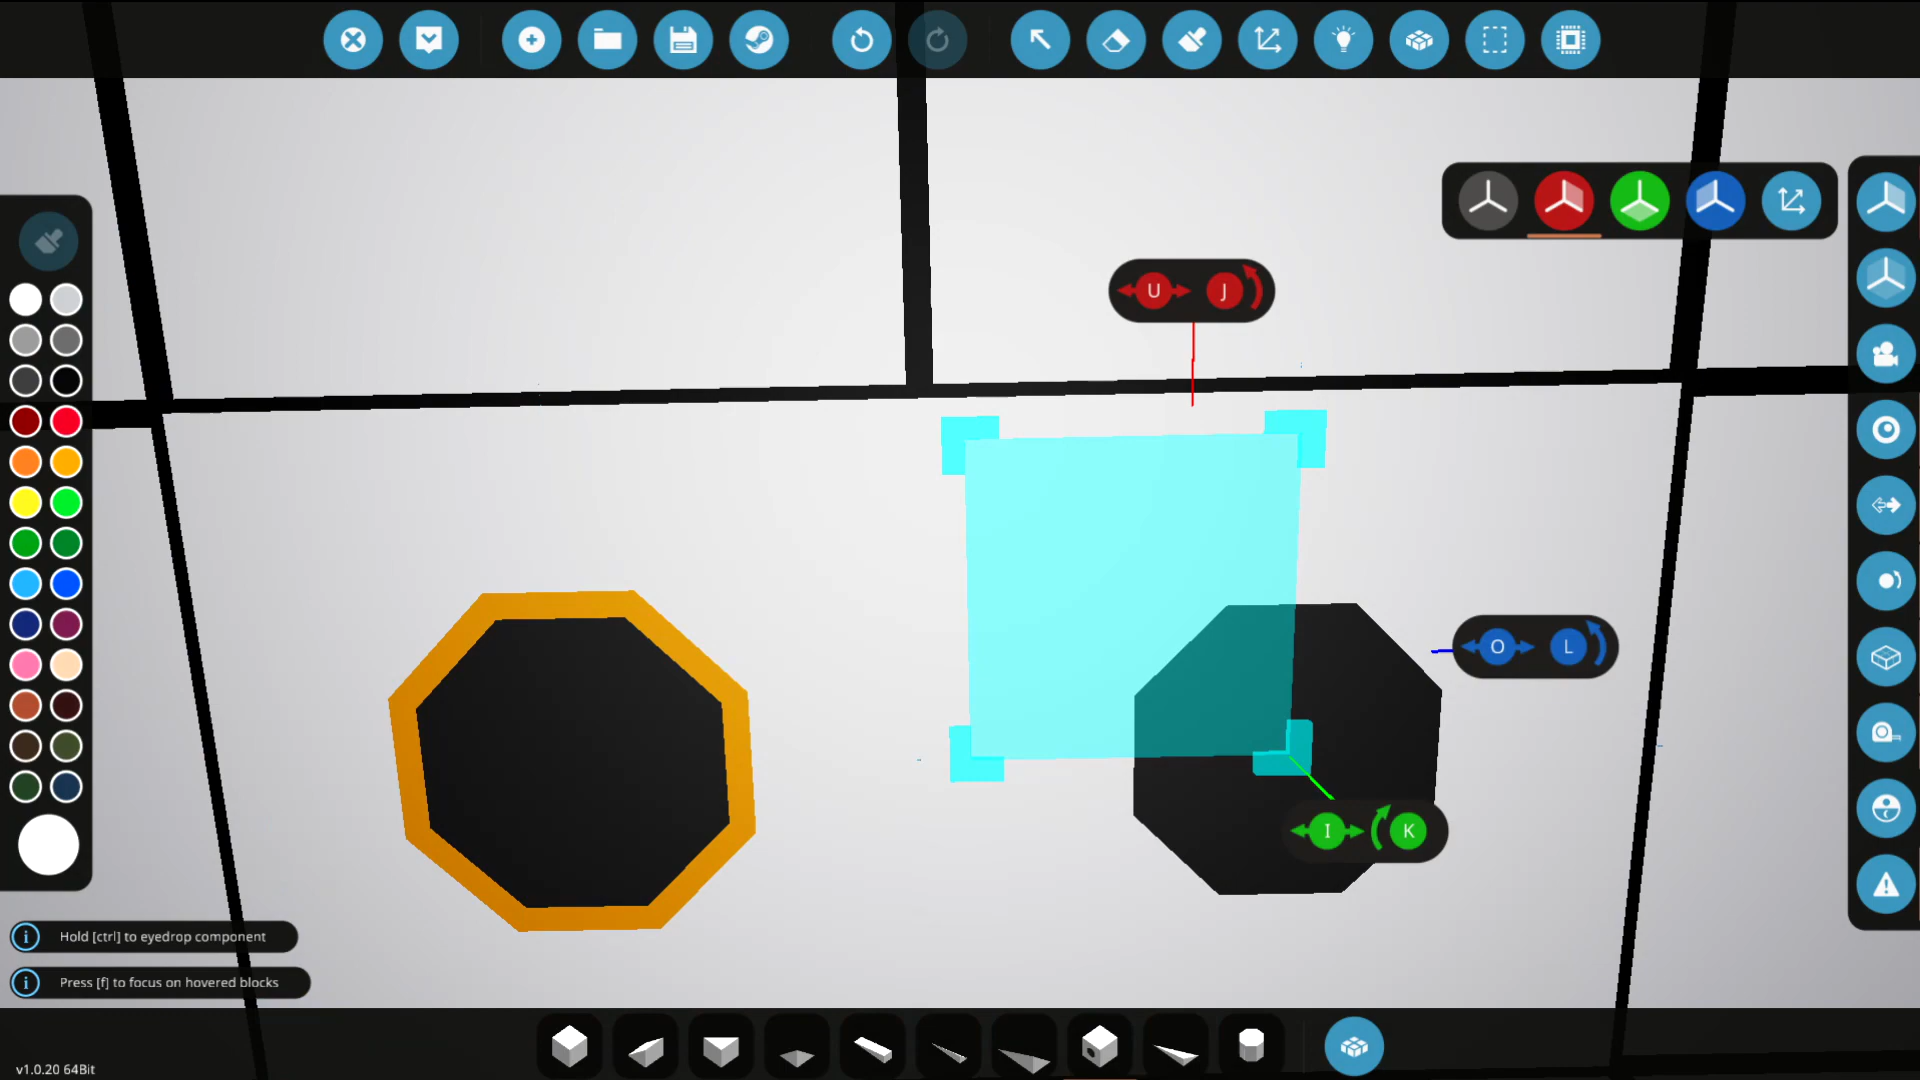 U J
O L
I K
Hold [ctrl] to eyedrop component
Press [f] to focus on hovered blocks
v1.0.20 64Bit